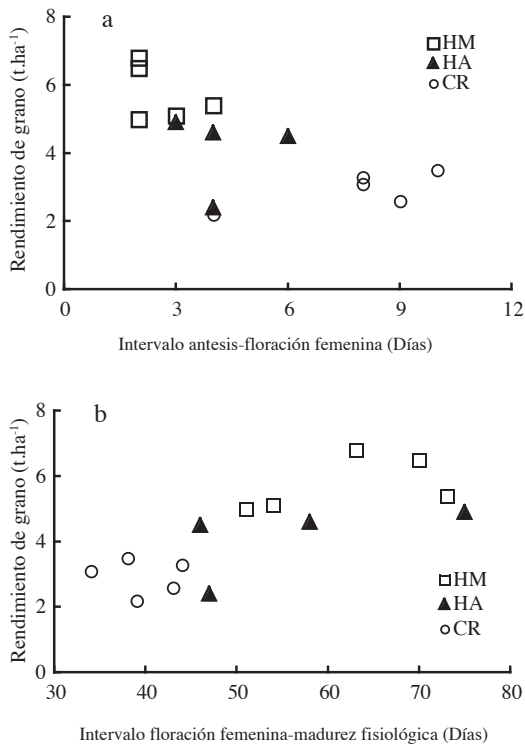 a
8
6
4
2
0
Rendimiento de grano (t.ha-1)
HM
HA
CR
0 3 6 9 12
Intervalo antesis-floración femenina (Días)
b
8
6
4
2
0
Rendimiento de grano (t.ha-1)
HM
HA
CR
30 40 50 60 70 80
Intervalo floración femenina-madurez fisiológica (Días)